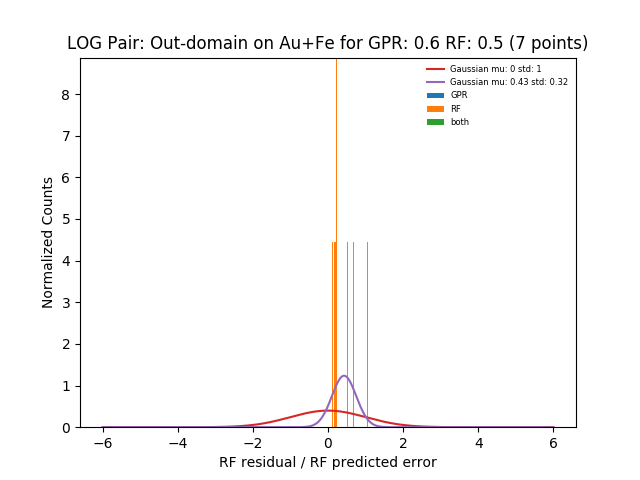 LOG Pair: Out-domain on Au+Fe for GPR: 0.6 RF: 0.5 (7 points)
Gaussian mu: 0 std: 1
Gaussian mu: 0.43 std: 0.32
GPR
RF
both
Normalized Counts
8
7
6
5
4
3
2
1
0
−6 −4 −2 0 2 4 6
RF residual / RF predicted error